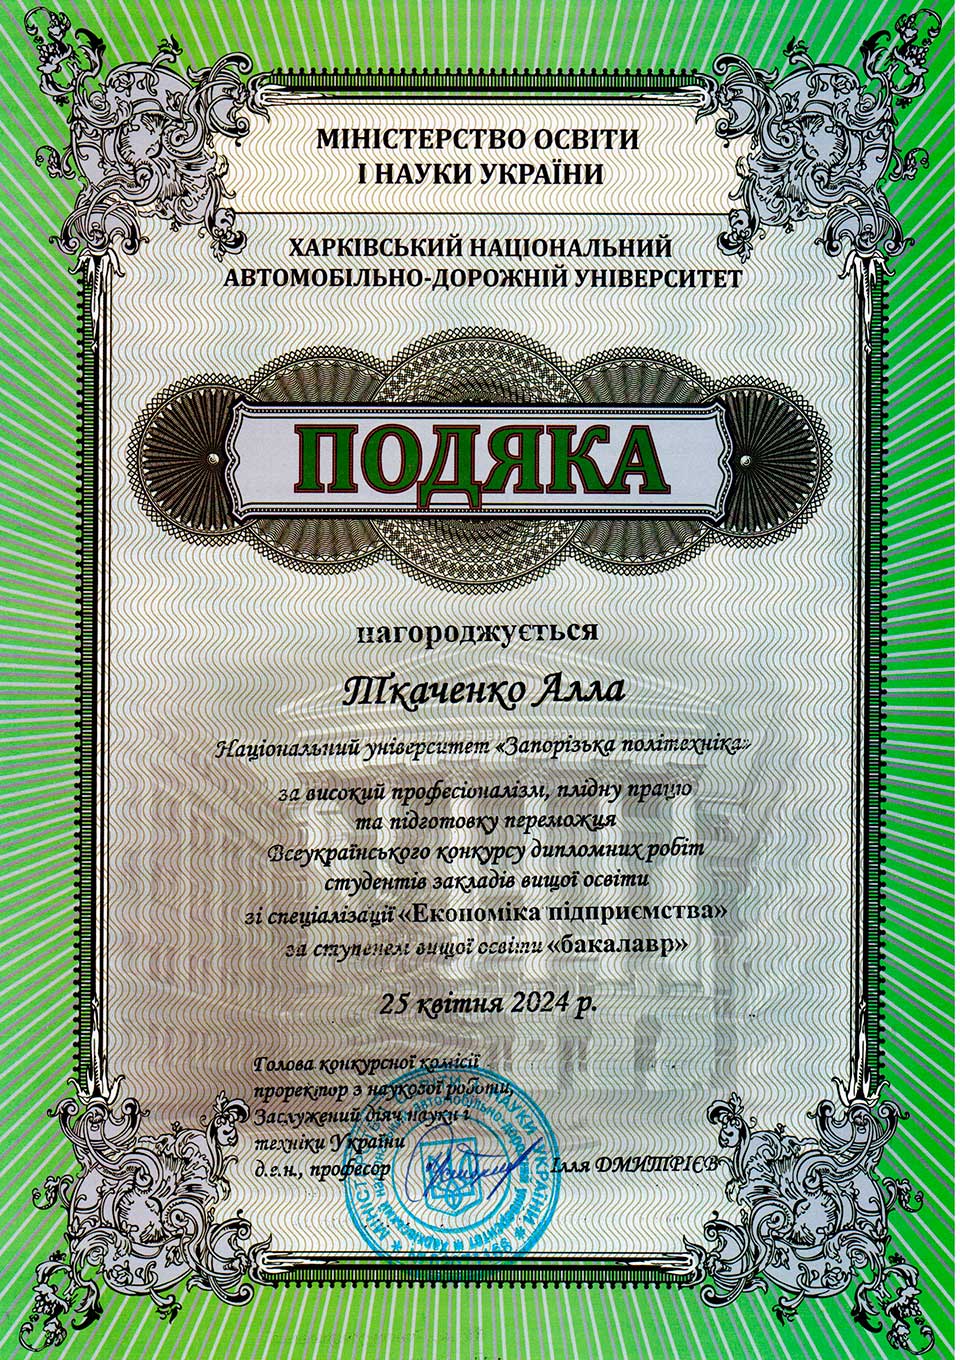 МІНІСТЕРСТВО ОСВІТИ
І НАУКИ УКРАЇНИ
ХАРКІВСЬКИЙ НАЦІОНАЛЬНИЙ
АВТОМОБІЛЬНО-ДОРОЖНІЙ УНІВЕРСИТЕТ
ПОДЯКА
нагороджується
Ткаченко Алла
Національний університет «Запорізька політехніка»
за високий професіоналізм, плідну працю
та підготовку переможця
Всеукраїнського конкурсу дипломних робіт
студентів закладів вищої освіти
зі спеціалізації «Економіка підприємства»
за ступенем вищої освіти «бакалавр»
25 квітня 2024 р.
Голова конкурсної комісії
проректор з наукової роботи,
Заслужений діяч науки і
техніки України
д.е.н., професор Ілля ДМИТРІЄВ